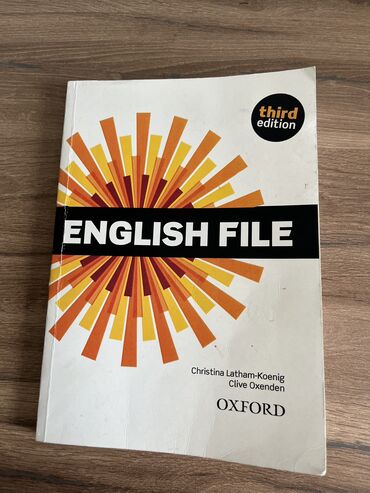 third
edition
ENGLISH FILE
Christina Latham-Koenig
Clive Oxenden
OXFORD